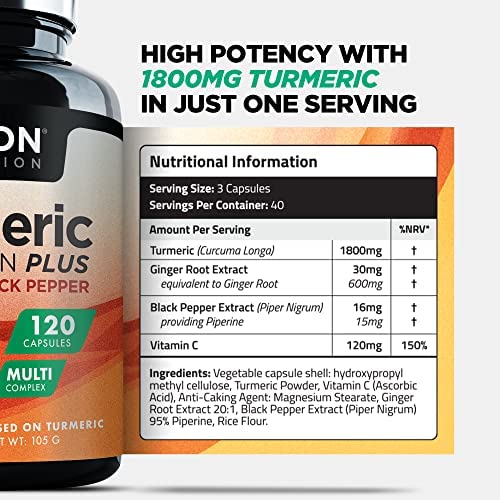 HIGH POTENCY WITH
1800MG TURMERIC
IN JUST ONE SERVING
ON®
ION
eric
N PLUS
CK PEPPER
120
CAPSULES
MULTI
COMPLEX
SED ON TURMERIC
T WT: 105 G
Nutritional Information
Serving Size: 3 Capsules
Servings Per Container: 40
Amount Per Serving %NRV*
Turmeric (Curcuma Longa) 1800mg †
Ginger Root Extract 30mg †
equivalent to Ginger Root 600mg †
Black Pepper Extract (Piper Nigrum) 16mg †
providing Piperine 15mg †
Vitamin C 120mg 150%
Ingredients: Vegetable capsule shell: hydroxypropyl
methyl cellulose, Turmeric Powder, Vitamin C (Ascorbic
Acid), Anti-Caking Agent: Magnesium Stearate, Ginger
Root Extract 20:1, Black Pepper Extract (Piper Nigrum)
95% Piperine, Rice Flour.